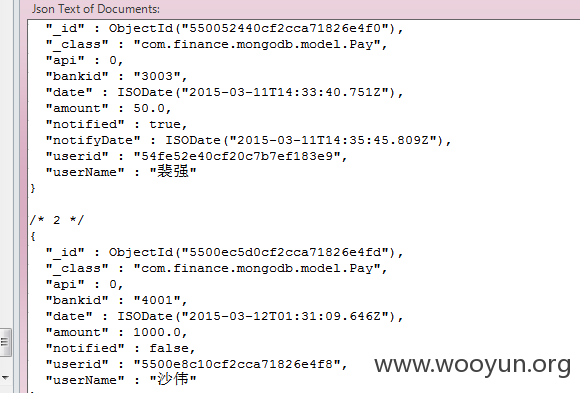 Json Text of Documents:
"_id" : ObjectId("550052440cf2cca71826e4f0"),
"_class" : "com.finance.mongodb.model.Pay",
"api" : 0,
"bankid" : "3003",
"date" : ISODate("2015-03-11T14:33:40.751Z"),
"amount" : 50.0,
"notified" : true,
"notifyDate" : ISODate("2015-03-11T14:35:45.809Z"),
"userid" : "54fe52e40cf20c7b7ef183e9",
"userName" : "裴强"
}
/* 2 */
{
"_id" : ObjectId("5500ec5d0cf2cca71826e4fd"),
"_class" : "com.finance.mongodb.model.Pay",
"api" : 0,
"bankid" : "4001",
"date" : ISODate("2015-03-12T01:31:09.646Z"),
"amount" : 1000.0,
"notified" : false,
"userid" : "5500e8c10cf2cca71826e4f8",
"userName" : "沙伟"
www.wooyun.org